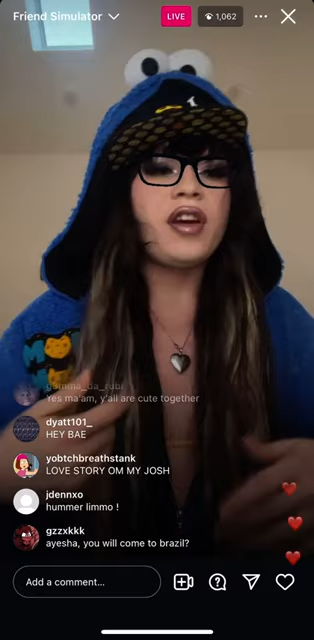 Friend Simulator
LIVE
1,062
gamma_da_rubi
Yes ma'am, y'all are cute together
dyatt101_
HEY BAE
yobtchbreathstank
LOVE STORY OM MY JOSH
jdennxo
hummer limmo !
gzzxkkk
ayesha, you will come to brazil?
Add a comment...